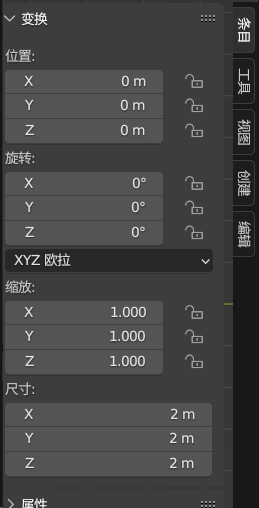 变换
位置:
X 0 m
Y 0 m
Z 0 m
旋转:
X 0°
Y 0°
Z 0°
XYZ 欧拉
缩放:
X 1.000
Y 1.000
Z 1.000
尺寸:
X 2 m
Y 2 m
Z 2 m
属性
条目
工具
视图
创建
编辑